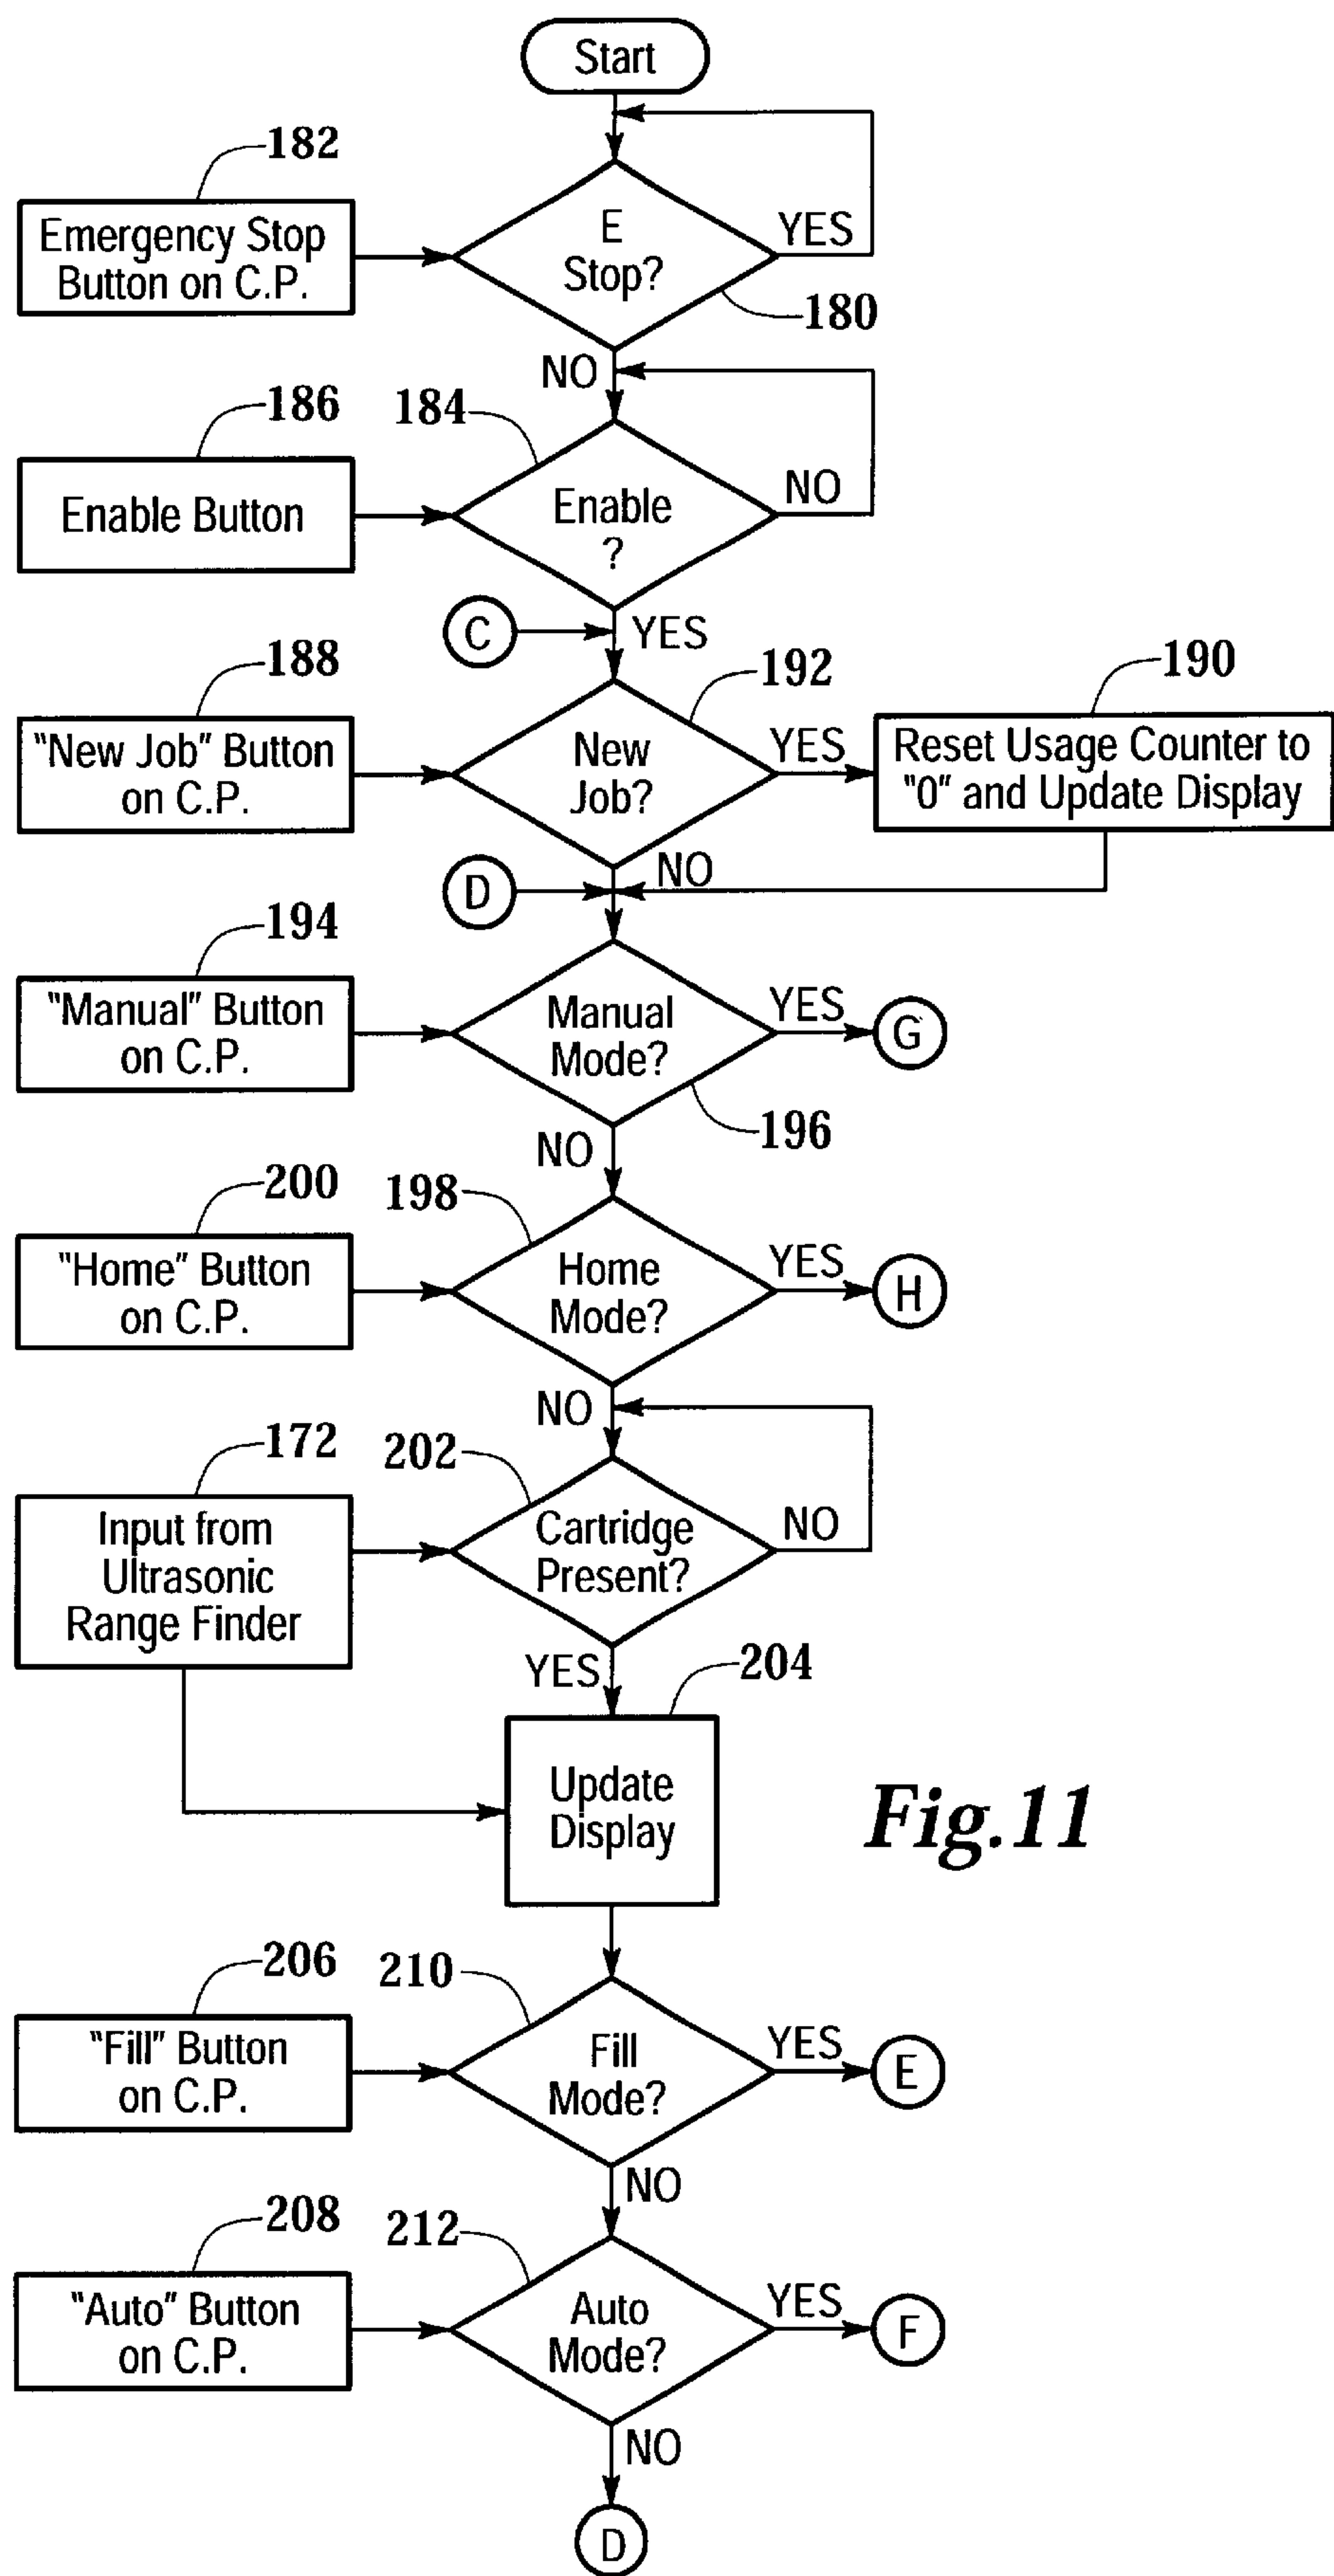 Start
182
Emergency Stop
Button on C.P.
E
Stop?
YES
180
NO
186
184
Enable Button
Enable
?
NO
C
YES
188
192
190
"New Job" Button
on C.P.
New
Job?
YES
Reset Usage Counter to
"0" and Update Display
D
NO
194
"Manual" Button
on C.P.
Manual
Mode?
YES
G
196
NO
200
198
"Home" Button
on C.P.
Home
Mode?
YES
H
NO
172
202
Input from
Ultrasonic
Range Finder
Cartridge
Present?
NO
YES
204
Update
Display
Fig.11
206
210
"Fill" Button
on C.P.
Fill
Mode?
YES
E
NO
208
212
"Auto" Button
on C.P.
Auto
Mode?
YES
F
NO
D